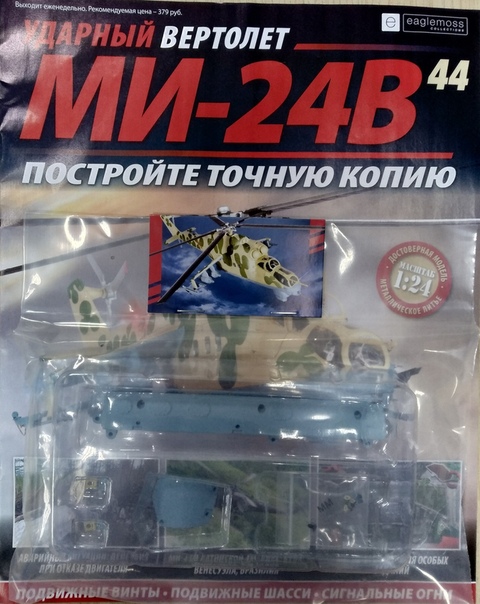 Выходит еженедельно. Рекомендуемая цена – 379 руб.
e eaglemoss
COLLECTIONS
УДАРНЫЙ ВЕРТОЛЕТ
МИ-24В 44
ПОСТРОЙТЕ ТОЧНУЮ КОПИЮ
ДОСТОВЕРНАЯ МОДЕЛЬ
МАСШТАБ
1:24
МЕТАЛЛИЧЕСКОЕ ЛИТЬЕ
ПРИ ОТКАЗЕ ДВИГАТЕЛЯ
ВЕНЕСУЭЛА, БРАЗИЛИЯ
ОСОБЫХ
ПОДВИЖНЫЕ ВИНТЫ • ПОДВИЖНЫЕ ШАССИ • СИГНАЛЬНЫЕ ОГНИ